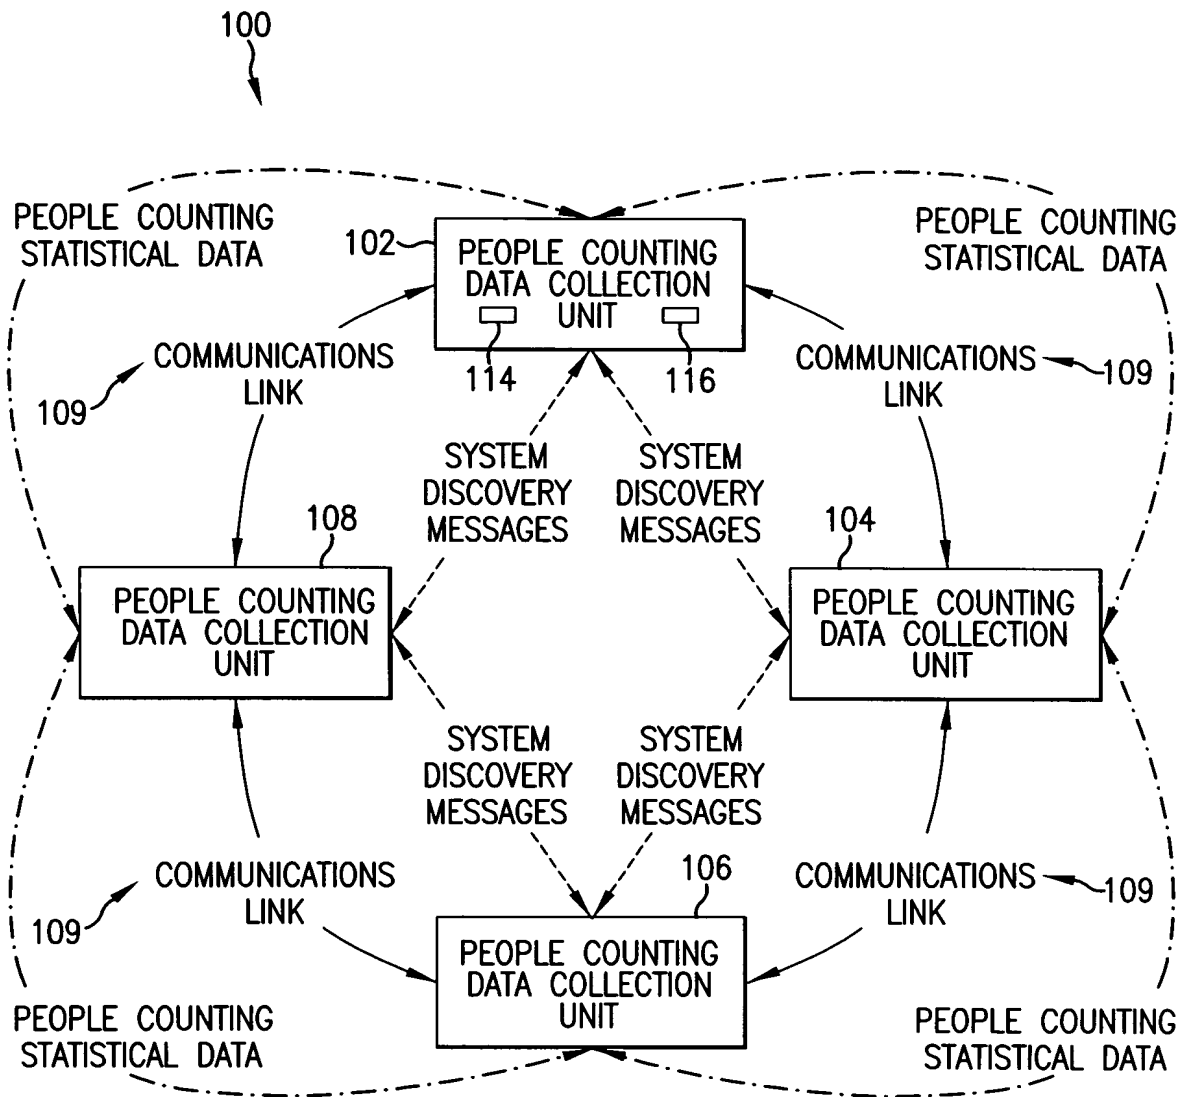 100
PEOPLE COUNTING
STATISTICAL DATA
PEOPLE COUNTING
STATISTICAL DATA
102
PEOPLE COUNTING
DATA COLLECTION
UNIT
114
116
109
COMMUNICATIONS
LINK
COMMUNICATIONS
LINK
109
SYSTEM
DISCOVERY
MESSAGES
SYSTEM
DISCOVERY
MESSAGES
108
PEOPLE COUNTING
DATA COLLECTION
UNIT
104
PEOPLE COUNTING
DATA COLLECTION
UNIT
SYSTEM
DISCOVERY
MESSAGES
SYSTEM
DISCOVERY
MESSAGES
109
COMMUNICATIONS
LINK
COMMUNICATIONS
LINK
109
106
PEOPLE COUNTING
DATA COLLECTION
UNIT
PEOPLE COUNTING
STATISTICAL DATA
PEOPLE COUNTING
STATISTICAL DATA